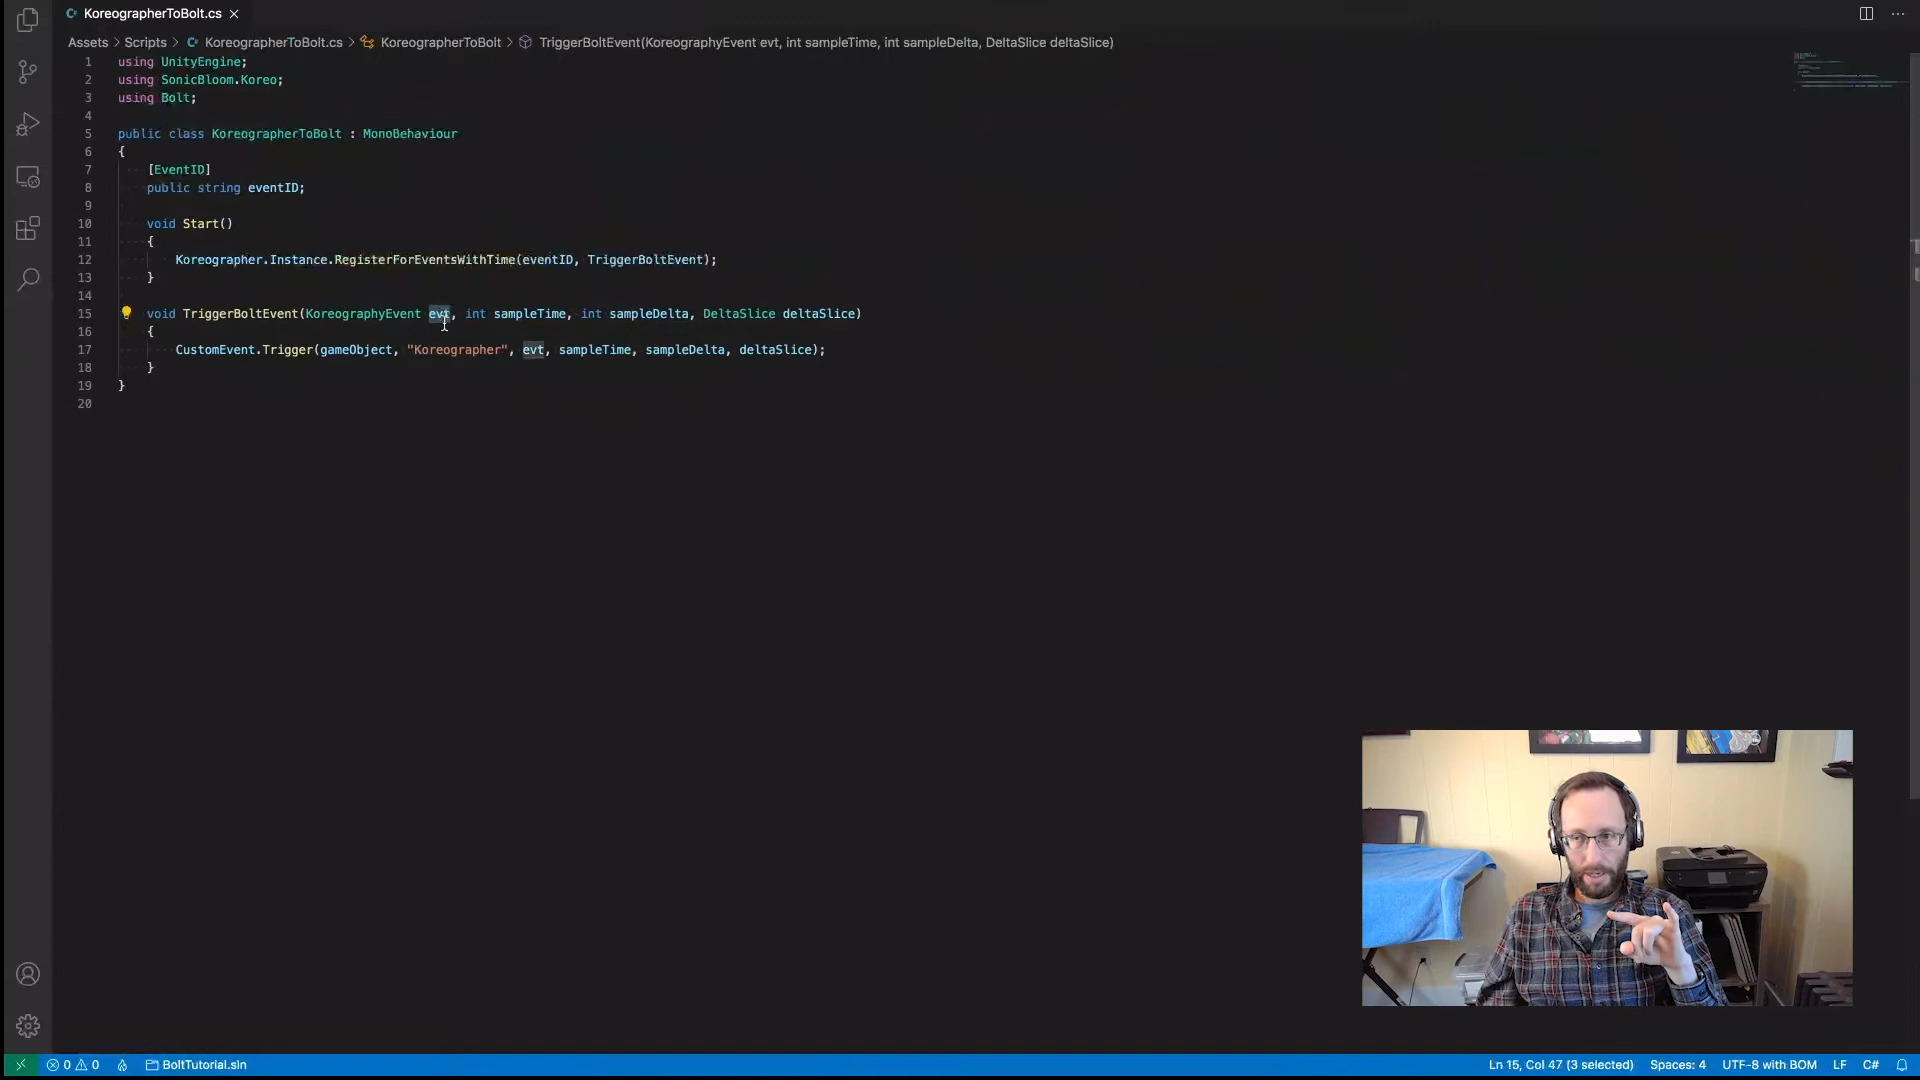 KoreographerToBolt.cs
Assets > Scripts > KoreographerToBolt.cs > KoreographerToBolt > TriggerBoltEvent(KoreographyEvent evt, int sampleTime, int sampleDelta, DeltaSlice deltaSlice)
1 using UnityEngine;
2 using SonicBloom.Koreo;
3 using Bolt;
4
5 public class KoreographerToBolt : MonoBehaviour
6 {
7 [EventID]
8 public string eventID;
9
10 void Start()
11 {
12 Koreographer.Instance.RegisterForEventsWithTime(eventID, TriggerBoltEvent);
13 }
14
15 void TriggerBoltEvent(KoreographyEvent evt, int sampleTime, int sampleDelta, DeltaSlice deltaSlice)
16 {
17 CustomEvent.Trigger(gameObject, "Koreographer", evt, sampleTime, sampleDelta, deltaSlice);
18 }
19 }
20
0 0 BoltTutorial.sln Ln 15, Col 47 (3 selected) Spaces: 4 UTF-8 with BOM LF C#